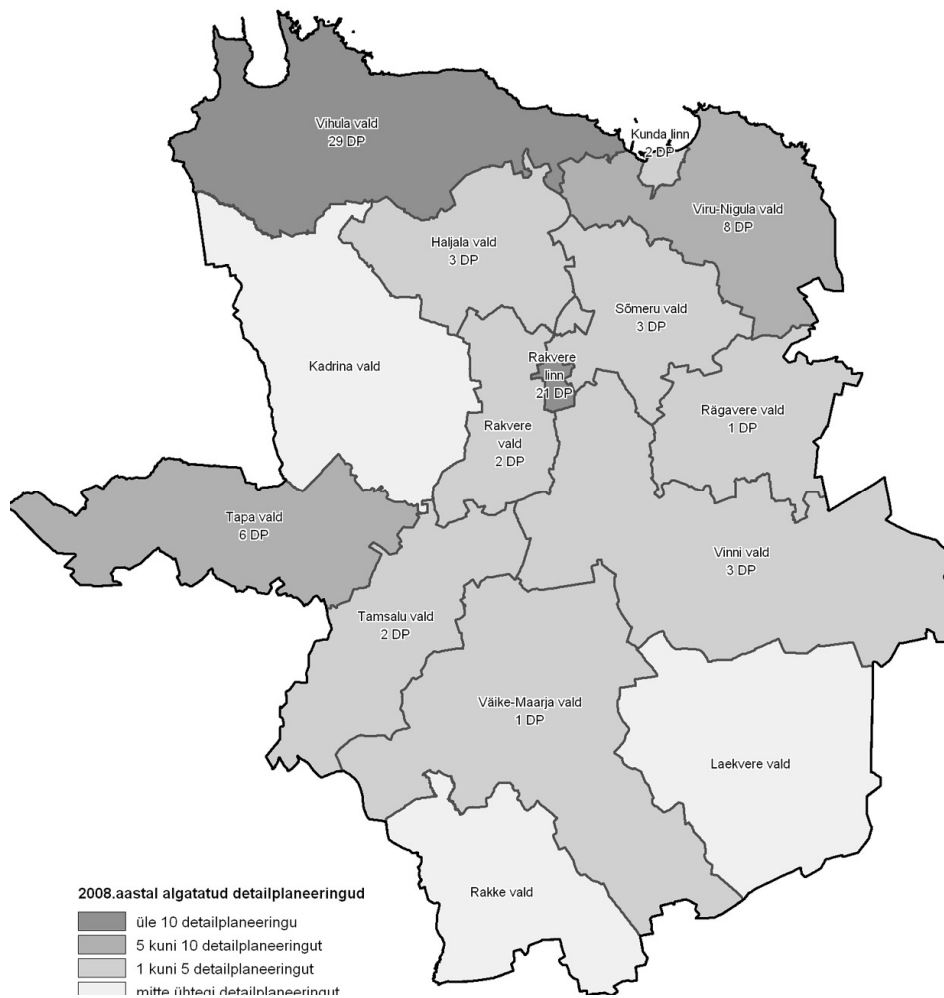 Vihula vald
29 DP
Kunda linn
2 DP
Viru-Nigula vald
8 DP
Haljala vald
3 DP
Sõmeru vald
3 DP
Kadrina vald
Rakvere
linn
21 DP
Rägavere vald
1 DP
Rakvere
vald
2 DP
Tapa vald
6 DP
Vinni vald
3 DP
Tamsalu vald
2 DP
Väike-Maarja vald
1 DP
Laekvere vald
Rakke vald
2008.aastal algatatud detailplaneeringud
üle 10 detailplaneeringu
5 kuni 10 detailplaneeringut
1 kuni 5 detailplaneeringut
mitte ühtegi detailplaneeringut